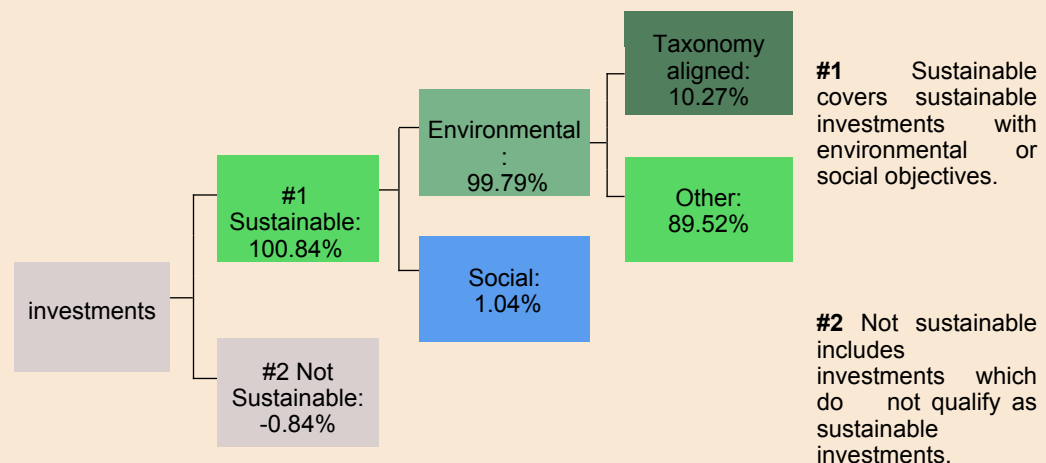 investments
#1
Sustainable:
100.84%
#2 Not
Sustainable:
-0.84%
Environmental
:
99.79%
Social:
1.04%
Taxonomy
aligned:
10.27%
Other:
89.52%
#1 Sustainable
covers sustainable
investments with
environmental or
social objectives.
#2 Not sustainable
includes
investments which
do not qualify as
sustainable
investments.